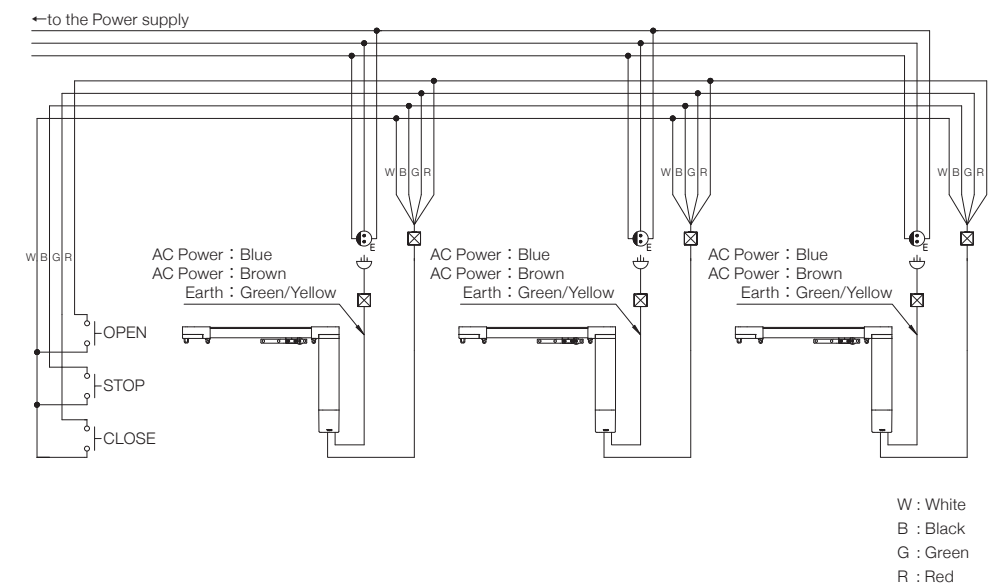 ←to the Power supply
W B G R
W B G R
W B G R
E
E
E
W B G R
AC Power：Blue
AC Power：Brown
Earth：Green/Yellow
AC Power：Blue
AC Power：Brown
Earth：Green/Yellow
AC Power：Blue
AC Power：Brown
Earth：Green/Yellow
OPEN
STOP
CLOSE
W : White
B : Black
G : Green
R : Red